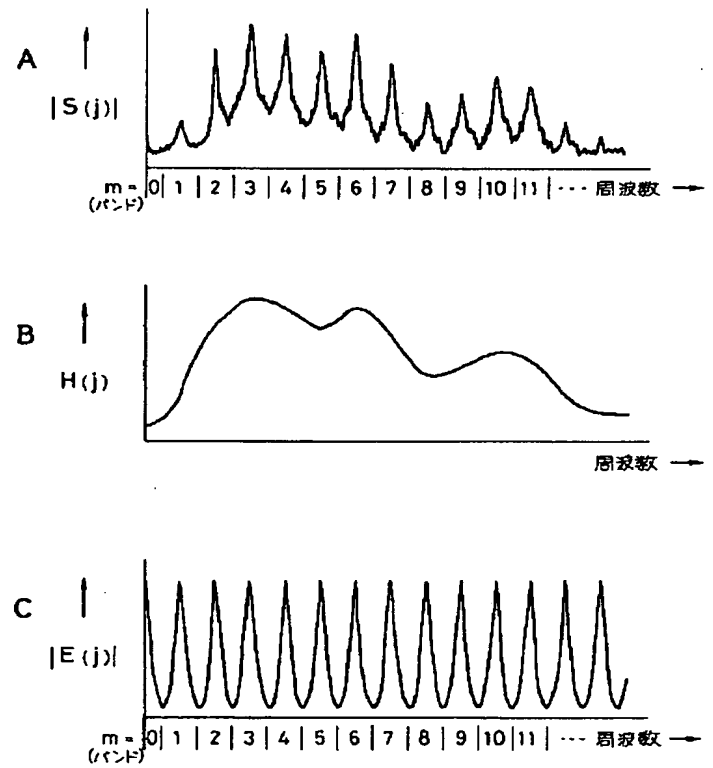 A
|S(j)|
m = 0 | 1 | 2 | 3 | 4 | 5 | 6 | 7 | 8 | 9 | 10 | 11 | ··· 周波数 →
(バンド)
B
H(j)
周波数 →
C
|E(j)|
m = 0 | 1 | 2 | 3 | 4 | 5 | 6 | 7 | 8 | 9 | 10 | 11 | ··· 周波数 →
(バンド)